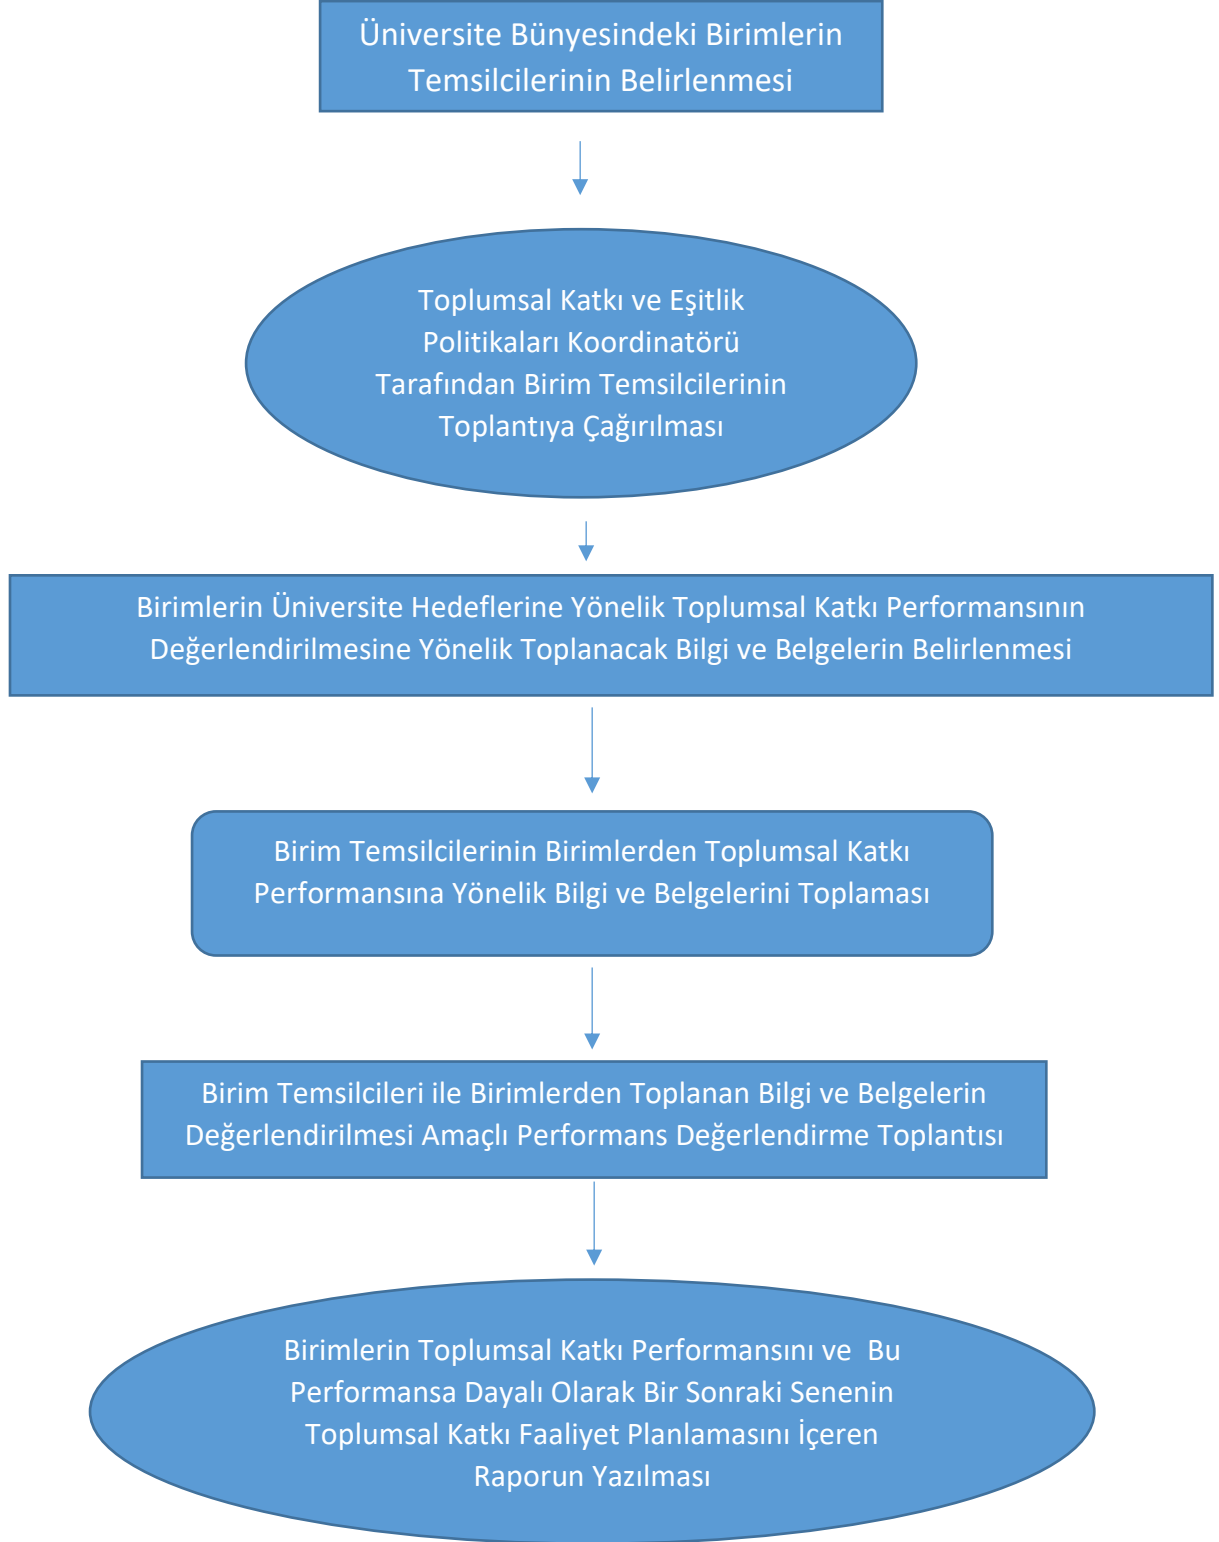 Üniversite Bünyesindeki Birimlerin
Temsilcilerinin Belirlenmesi
Toplumsal Katkı ve Eşitlik
Politikaları Koordinatörü
Tarafından Birim Temsilcilerinin
Toplantıya Çağırılması
Birimlerin Üniversite Hedeflerine Yönelik Toplumsal Katkı Performansının
Değerlendirilmesine Yönelik Toplanacak Bilgi ve Belgelerin Belirlenmesi
Birim Temsilcilerinin Birimlerden Toplumsal Katkı
Performansına Yönelik Bilgi ve Belgelerini Toplaması
Birim Temsilcileri ile Birimlerden Toplanan Bilgi ve Belgelerin
Değerlendirilmesi Amaçlı Performans Değerlendirme Toplantısı
Birimlerin Toplumsal Katkı Performansını ve  Bu
Performansa Dayalı Olarak Bir Sonraki Senenin
Toplumsal Katkı Faaliyet Planlamasını İçeren
Raporun Yazılması